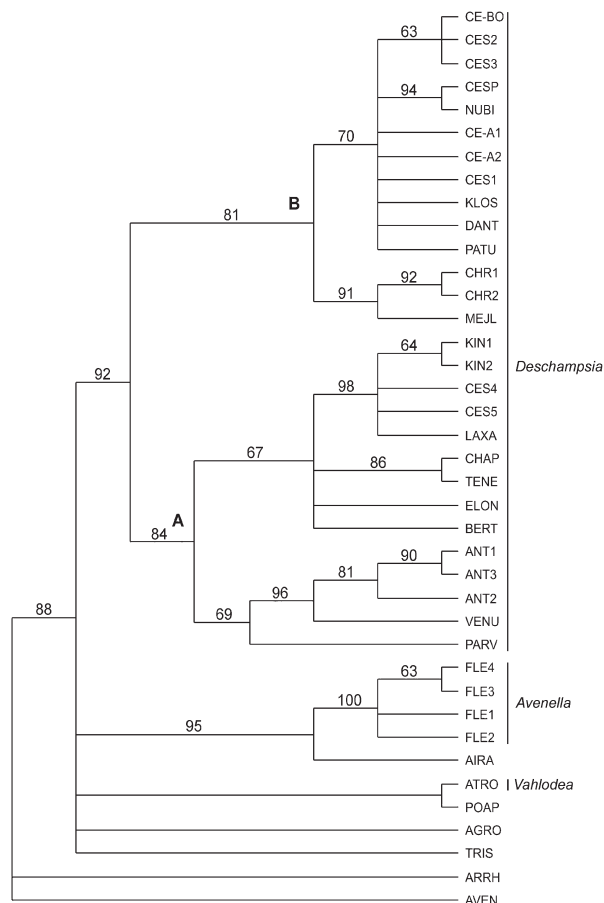 CE-BO
63
CES2
CES3
94
CESP
NUBI
70
CE-A1
CE-A2
CES1
B
KLOS
81
DANT
PATU
92
CHR1
91
CHR2
MEJL
64
KIN1
KIN2
Deschampsia
92
98
CES4
CES5
LAXA
67
86
CHAP
TENE
ELON
A
84
BERT
90
ANT1
81
ANT3
96
ANT2
88
69
VENU
PARV
63
FLE4
FLE3
Avenella
100
FLE1
95
FLE2
AIRA
ATRO
Vahlodea
POAP
AGRO
TRIS
ARRH
AVEN